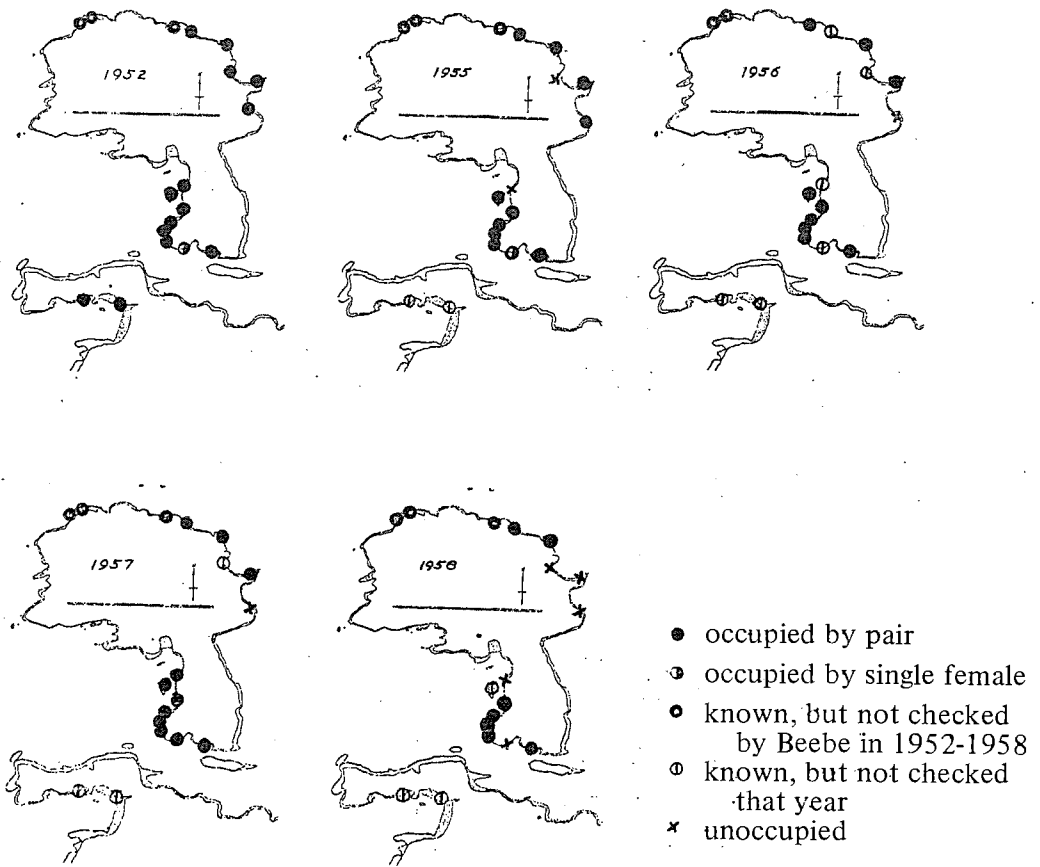 1952
1955
1956
1957
1958
occupied by pair
occupied by single female
known, but not checked
by Beebe in 1952-1958
known, but not checked
that year
unoccupied